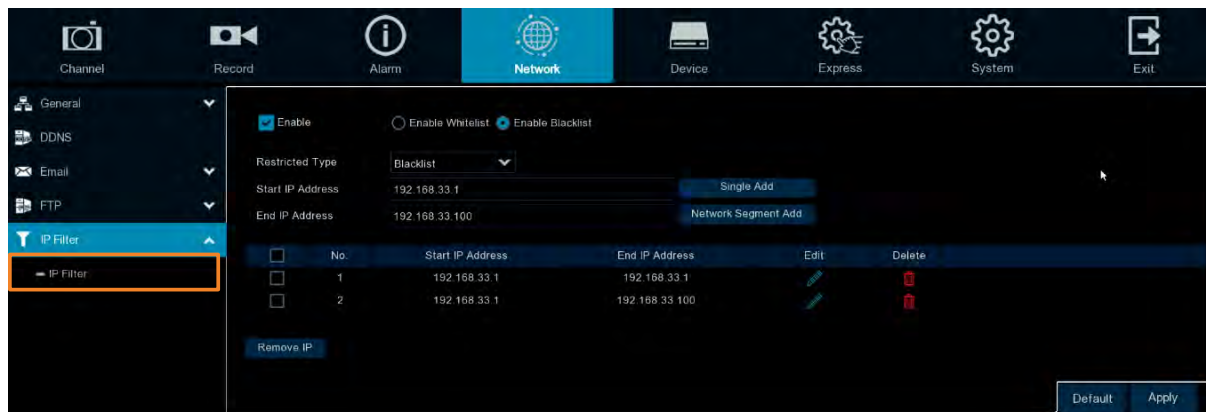 Channel Record Alarm Network Device Express System Exit
General
DDNS
Email
FTP
IP Filter
IP Filter
Enable Enable Whitelist Enable Blacklist
Restricted Type Blacklist
Start IP Address 192.168.33.1 Single Add
End IP Address 192.168.33.100 Network Segment Add
No. Start IP Address End IP Address Edit Delete
1 192.168.33.1 192.168.33.1
2 192.168.33.1 192.168.33.100
Remove IP
Default Apply